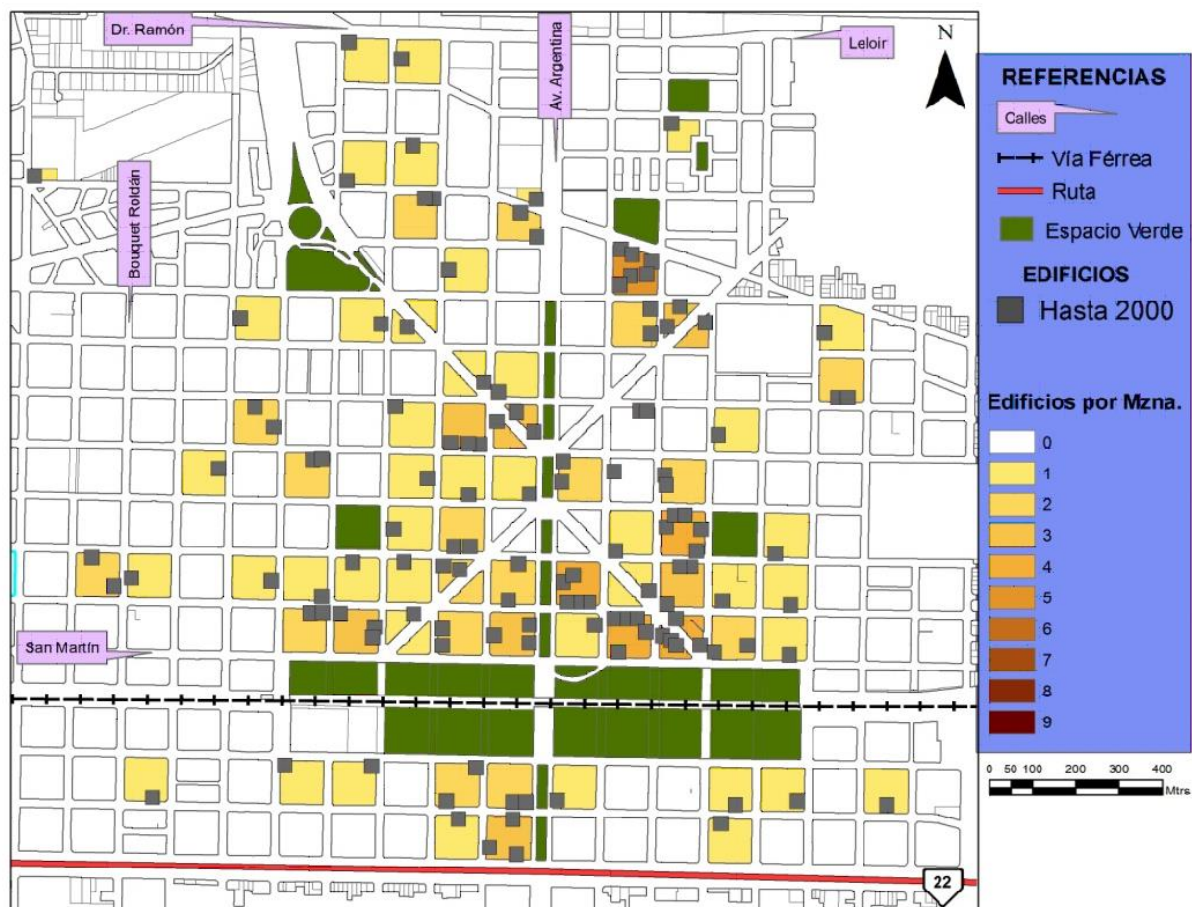 Dr. Ramón
Av. Argentina
Leloir
N
Bouquet Roldán
San Martín
22
REFERENCIAS
Calles
Vía Férrea
Ruta
Espacio Verde
EDIFICIOS
Hasta 2000
Edificios por Mzna.
0
1
2
3
4
5
6
7
8
9
0 50 100 200 300 400
Mtrs